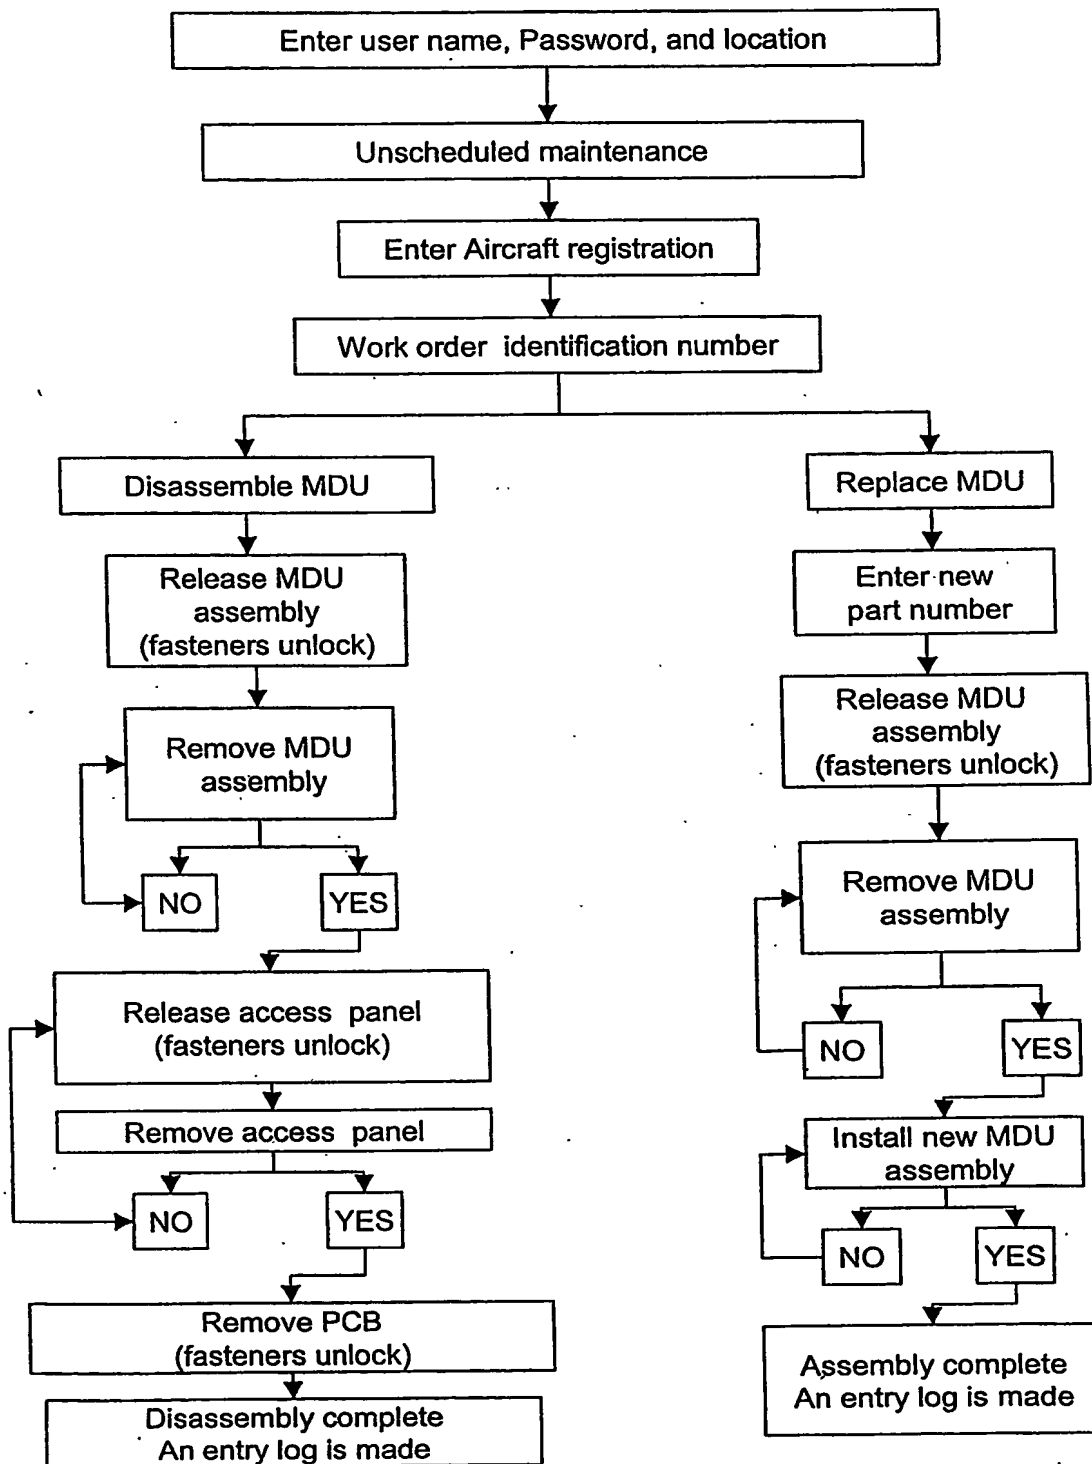 Enter user name, Password, and location
Unscheduled maintenance
Enter Aircraft registration
Work order identification number
Disassemble MDU
Release MDU
assembly
(fasteners unlock)
Remove MDU
assembly
NO
YES
Release access panel
(fasteners unlock)
Remove access panel
NO
YES
Remove PCB
(fasteners unlock)
Disassembly complete
An entry log is made
Replace MDU
Enter new
part number
Release MDU
assembly
(fasteners unlock)
Remove MDU
assembly
NO
YES
Install new MDU
assembly
NO
YES
Assembly complete
An entry log is made